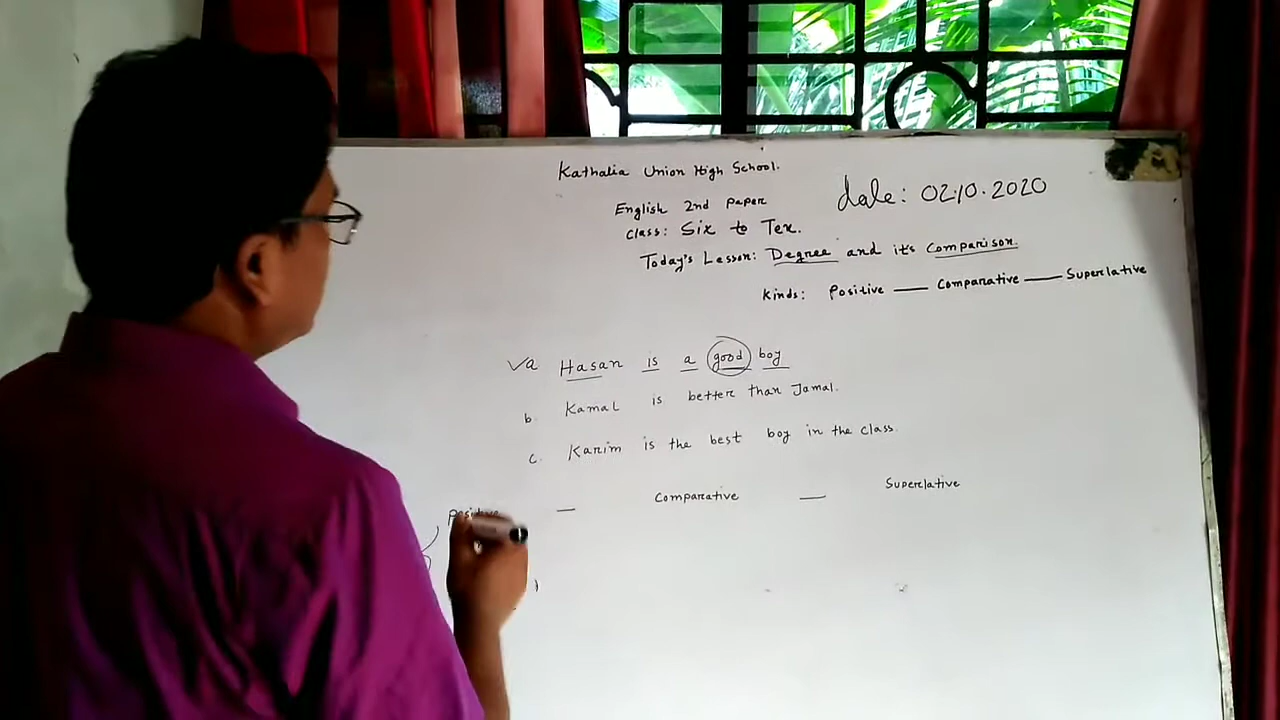 Kathalia Union High School.
English 2nd paper
date: 02.10.2020
Class: Six to Ten.
Today's Lesson: Degree and it's Comparison.
Kinds: Positive — Comparative — Superlative
√a Hasan is a good boy
b. Kamal is better than Jamal.
c. Karim is the best boy in the class.
Positive — Comparative — Superlative